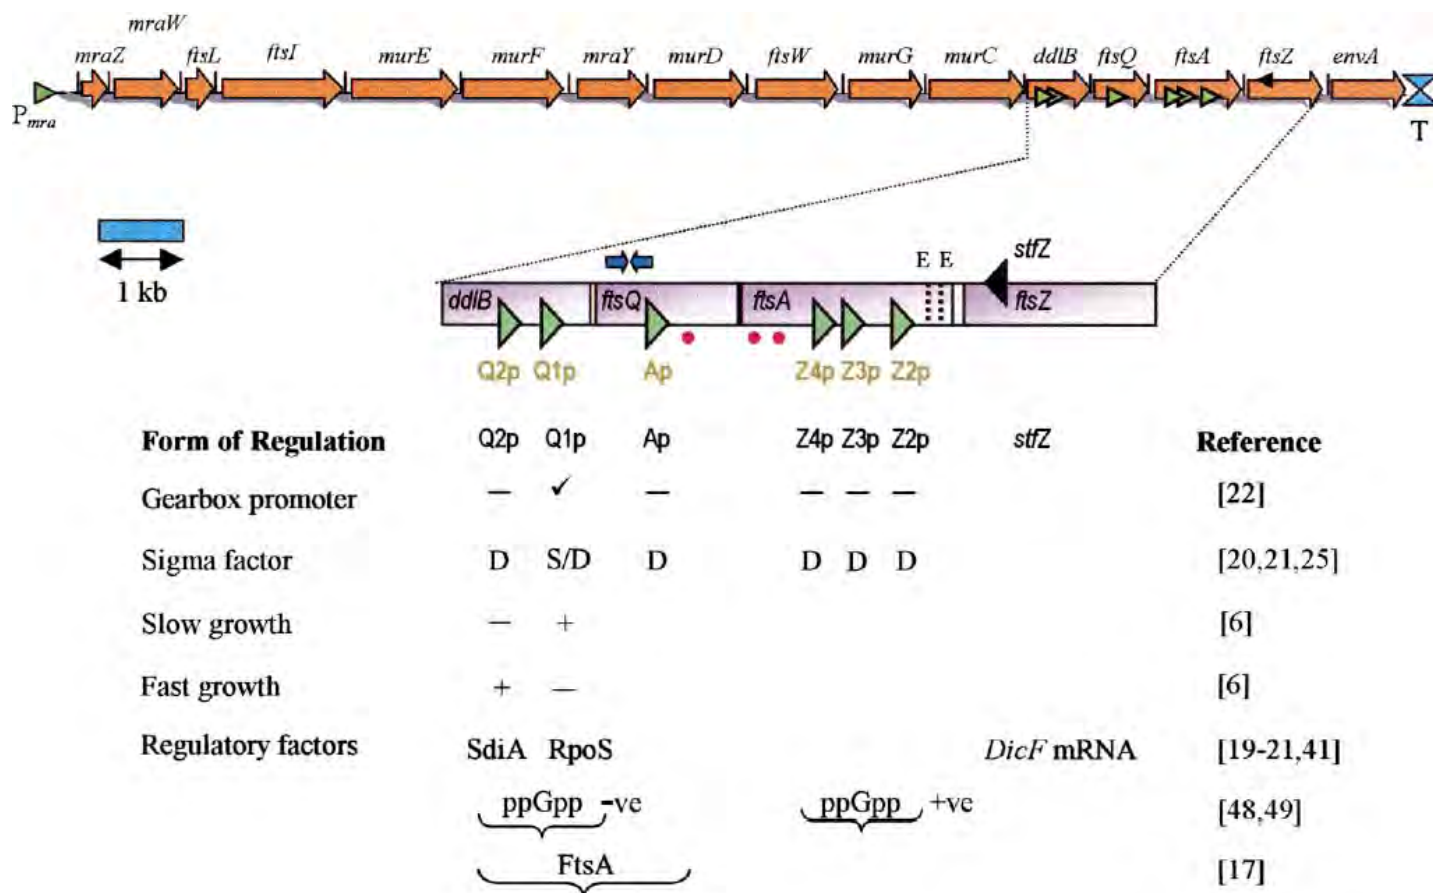 mraW
mraZ ftsL ftsI murE murF mraY murD ftsW murG murC ddlB ftsQ ftsA ftsZ envA
Pmra T
1 kb
E E stfZ
ddlB ftsQ ftsA ftsZ
Q2p Q1p Ap Z4p Z3p Z2p
Form of Regulation Q2p Q1p Ap Z4p Z3p Z2p stfZ Reference
Gearbox promoter — ✓ — — — — [22]
Sigma factor D S/D D D D D [20,21,25]
Slow growth — + [6]
Fast growth + — [6]
Regulatory factors SdiA RpoS DicF mRNA [19-21,41]
ppGpp -ve ppGpp +ve [48,49]
FtsA [17]